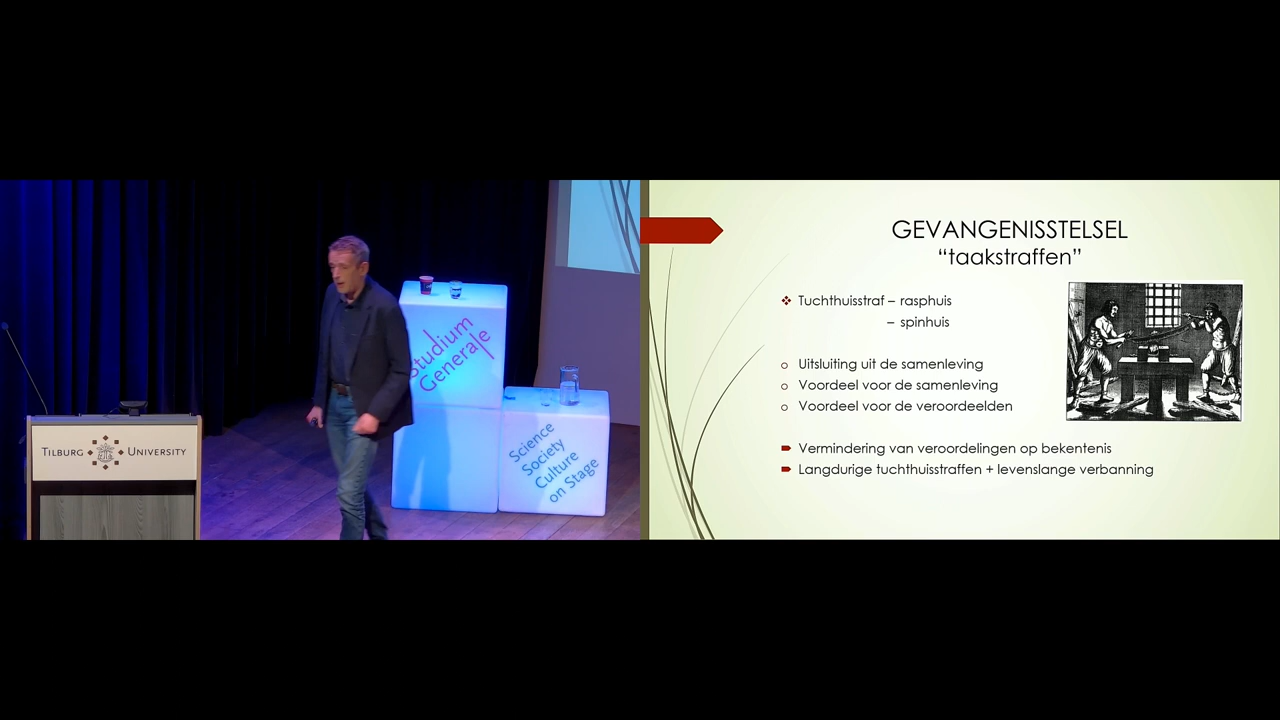 Studium
Generale
Science
Society
Culture
on Stage
TILBURG UNIVERSITY
GEVANGENISSTELSEL
“taakstraffen”
Tuchthuisstraf – rasphuis
– spinhuis
Uitsluiting uit de samenleving
Voordeel voor de samenleving
Voordeel voor de veroordeelden
Vermindering van veroordelingen op bekentenis
Langdurige tuchthuisstraffen + levenslange verbanning